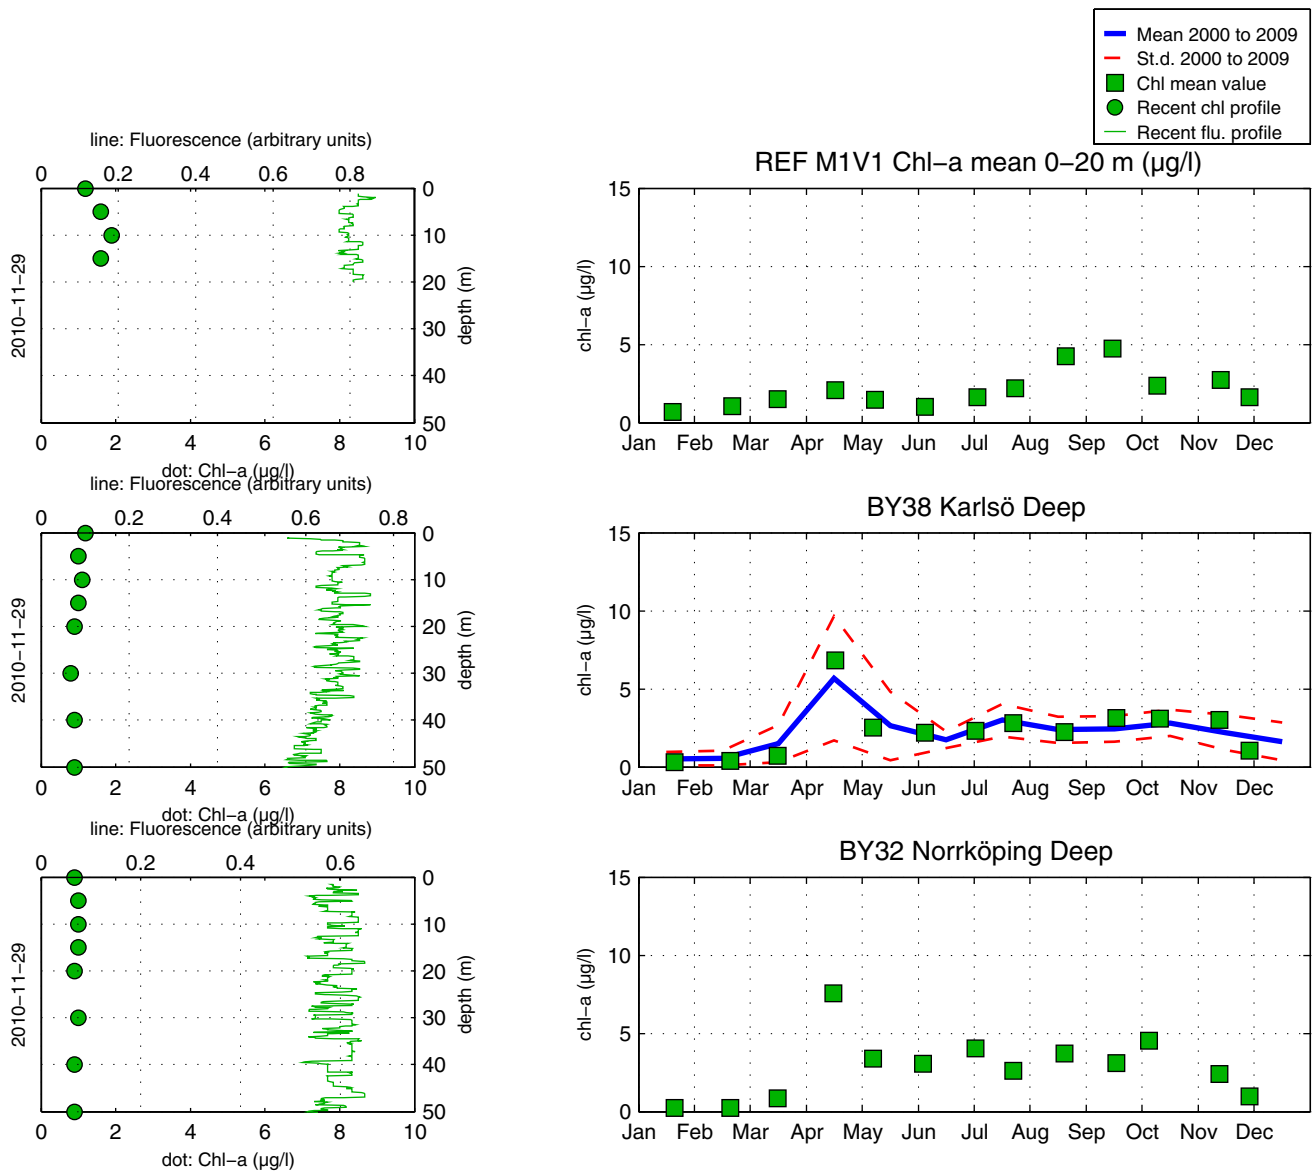 Mean 2000 to 2009
St.d. 2000 to 2009
Chl mean value
Recent chl profile
Recent flu. profile
line: Fluorescence (arbitrary units)
0 0.2 0.4 0.6 0.8
0
10
20
30
40
50
depth (m)
2010−11−29
0 2 4 6 8 10
dot: Chl−a (µg/l)
REF M1V1 Chl−a mean 0−20 m (µg/l)
15
10
5
0
chl−a (µg/l)
Jan Feb Mar Apr May Jun Jul Aug Sep Oct Nov Dec
line: Fluorescence (arbitrary units)
0 0.2 0.4 0.6 0.8
0
10
20
30
40
50
depth (m)
2010−11−29
0 2 4 6 8 10
dot: Chl−a (µg/l)
BY38 Karlsö Deep
15
10
5
0
chl−a (µg/l)
Jan Feb Mar Apr May Jun Jul Aug Sep Oct Nov Dec
line: Fluorescence (arbitrary units)
0 0.2 0.4 0.6
0
10
20
30
40
50
depth (m)
2010−11−29
0 2 4 6 8 10
dot: Chl−a (µg/l)
BY32 Norrköping Deep
15
10
5
0
chl−a (µg/l)
Jan Feb Mar Apr May Jun Jul Aug Sep Oct Nov Dec